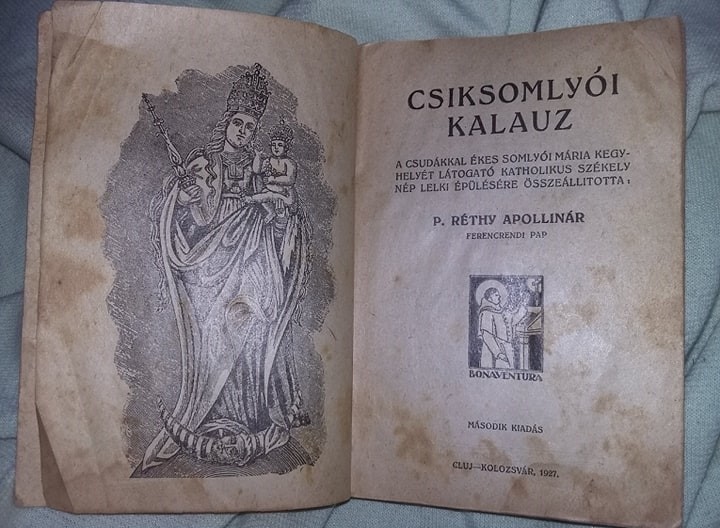 CSIKSOMLYÓI
KALAUZ
A CSUDÁKKAL ÉKES SOMLYÓI MÁRIA KEGY-
HELYÉT LÁTOGATÓ KATHOLIKUS SZÉKELY
NÉP LELKI ÉPÜLÉSÉRE ÖSSZEÁLLITOTTA:
P. RÉTHY APOLLINÁR
FERENCRENDI PAP
BONAVENTURA
MÁSODIK KIADÁS
CLUJ—KOLOZSVÁR, 1927.